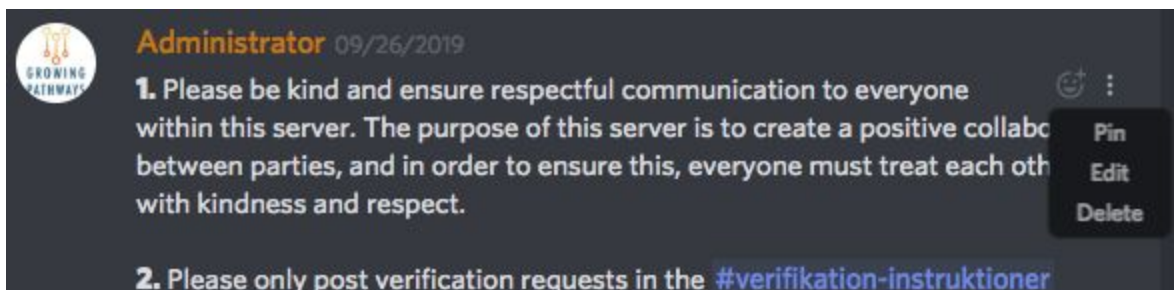 GROWING
PATHWAYS
Administrator 09/26/2019
1. Please be kind and ensure respectful communication to everyone
within this server. The purpose of this server is to create a positive collabo
between parties, and in order to ensure this, everyone must treat each oth
with kindness and respect.
Pin
Edit
Delete
2. Please only post verification requests in the #verifikation-instruktioner